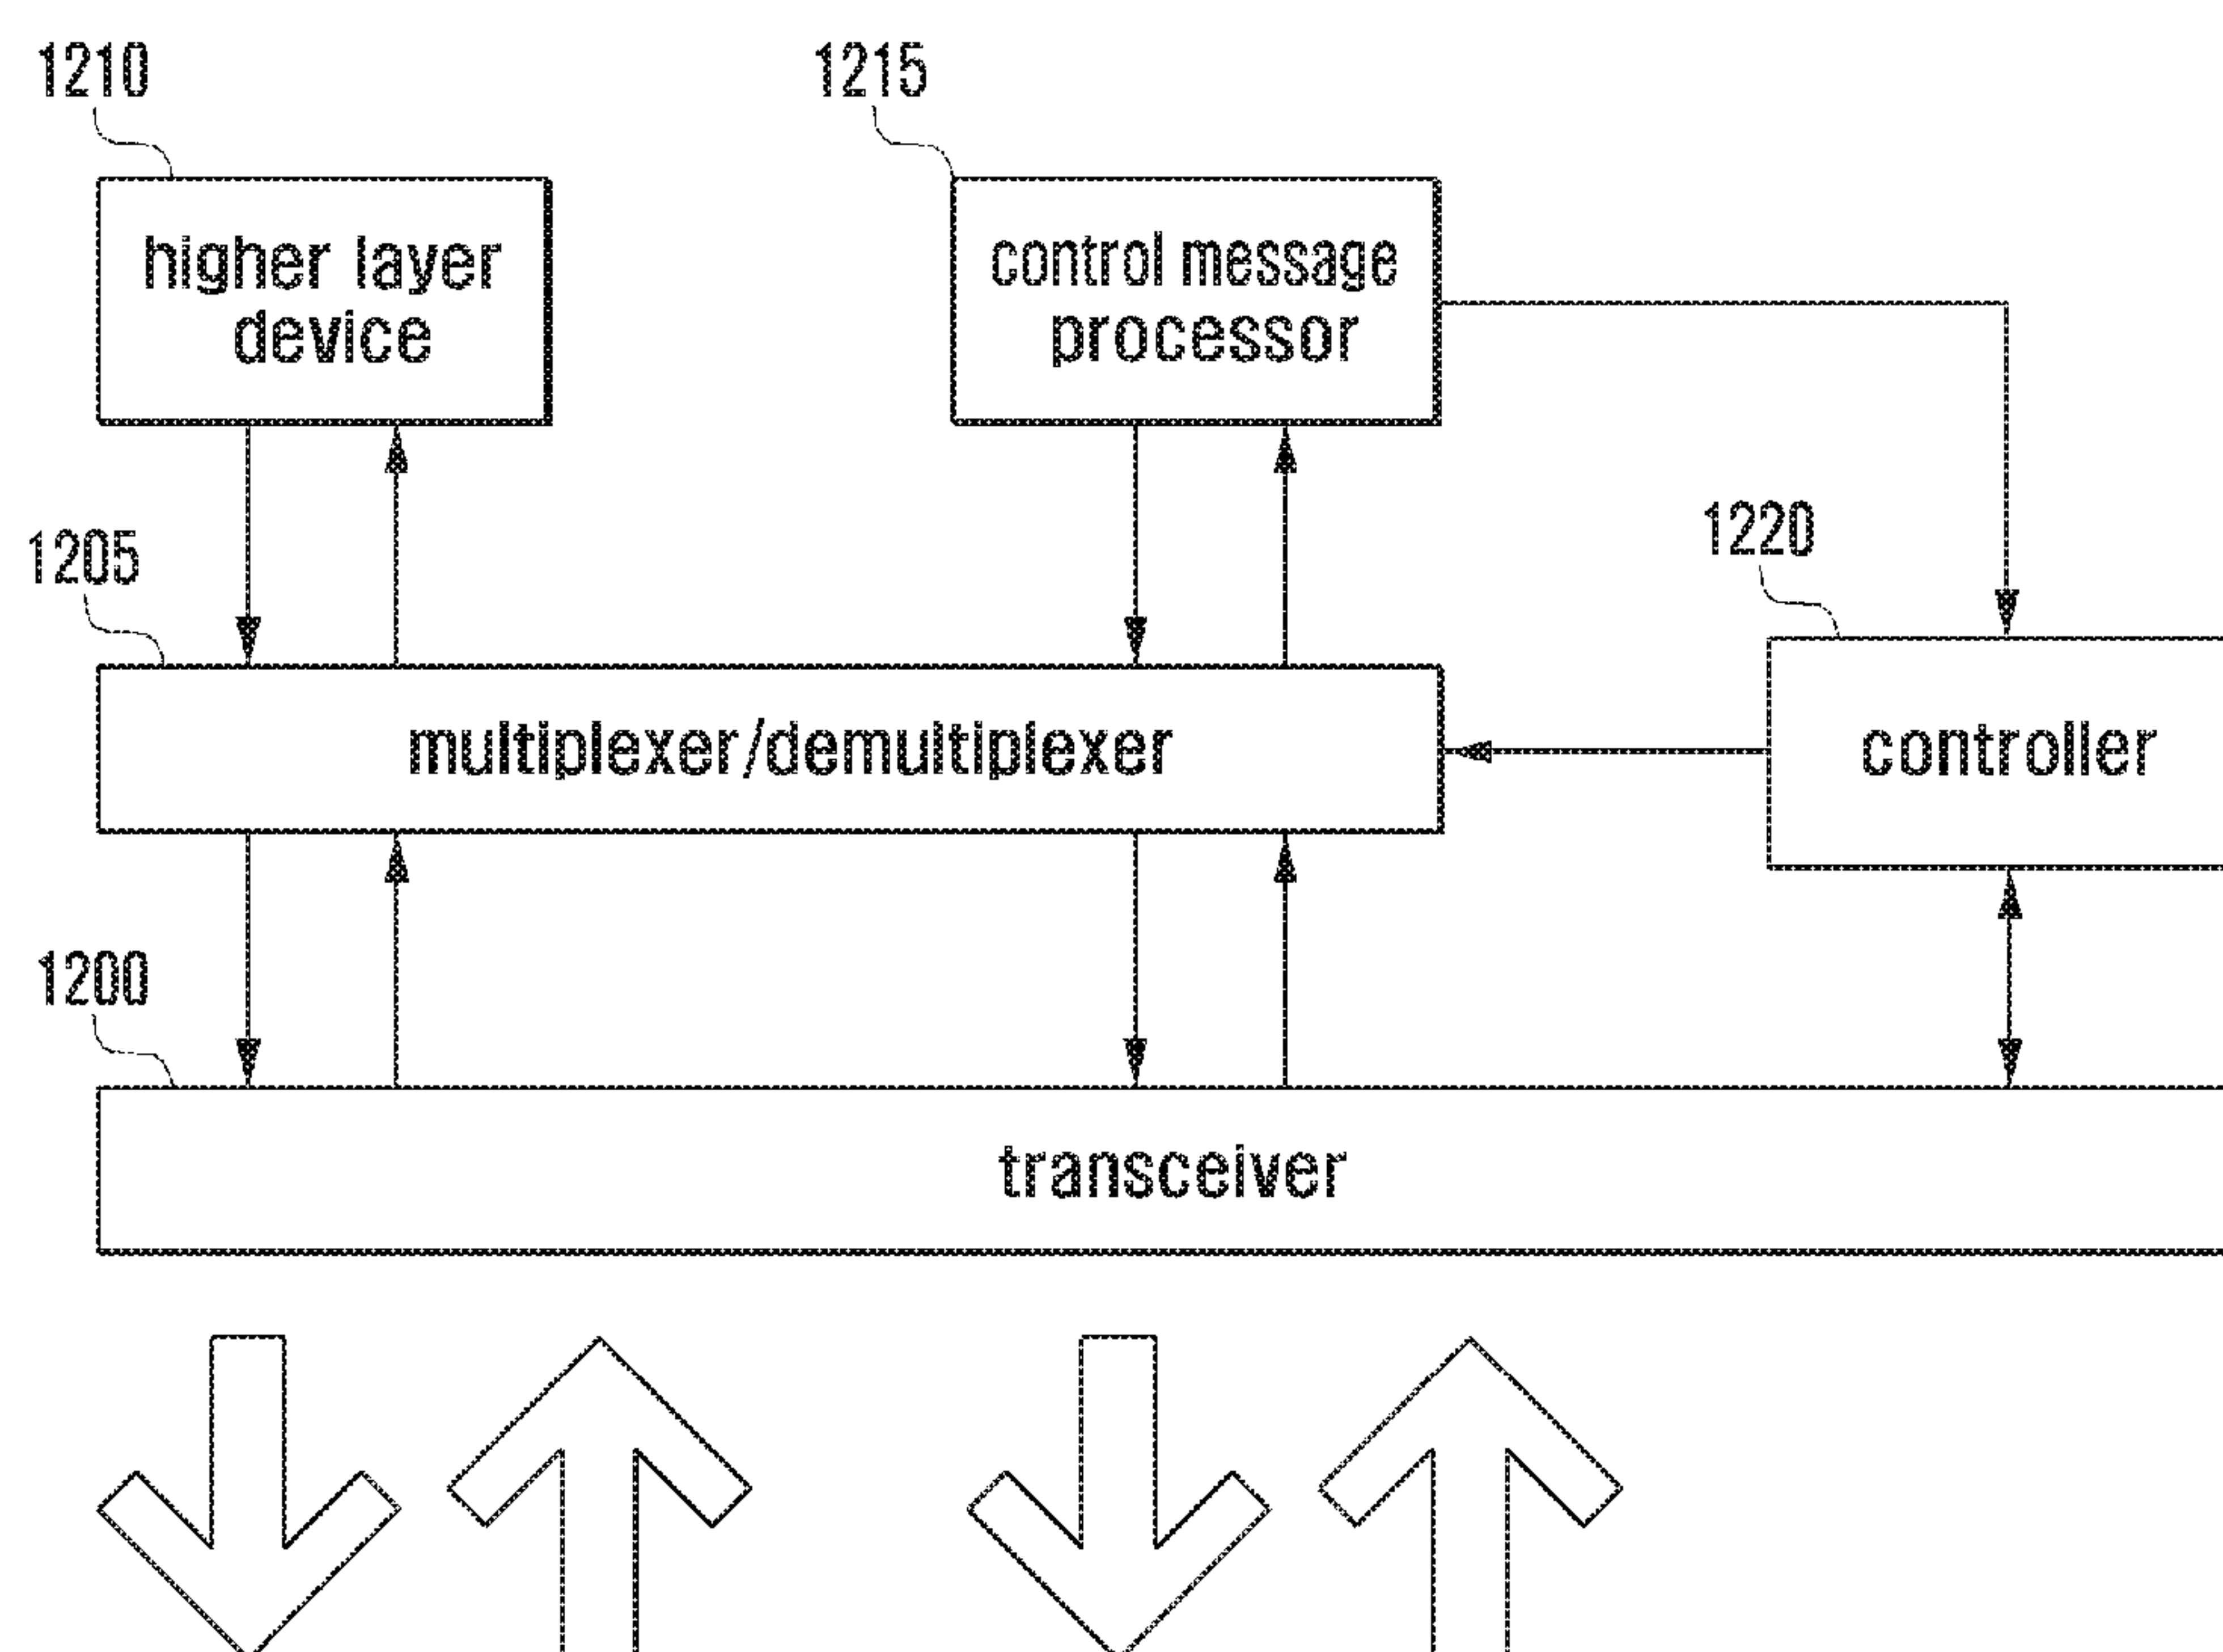 1210
1215
higher layer
device
control message
processor
1205
1220
multiplexer/demultiplexer
controller
1200
transceiver